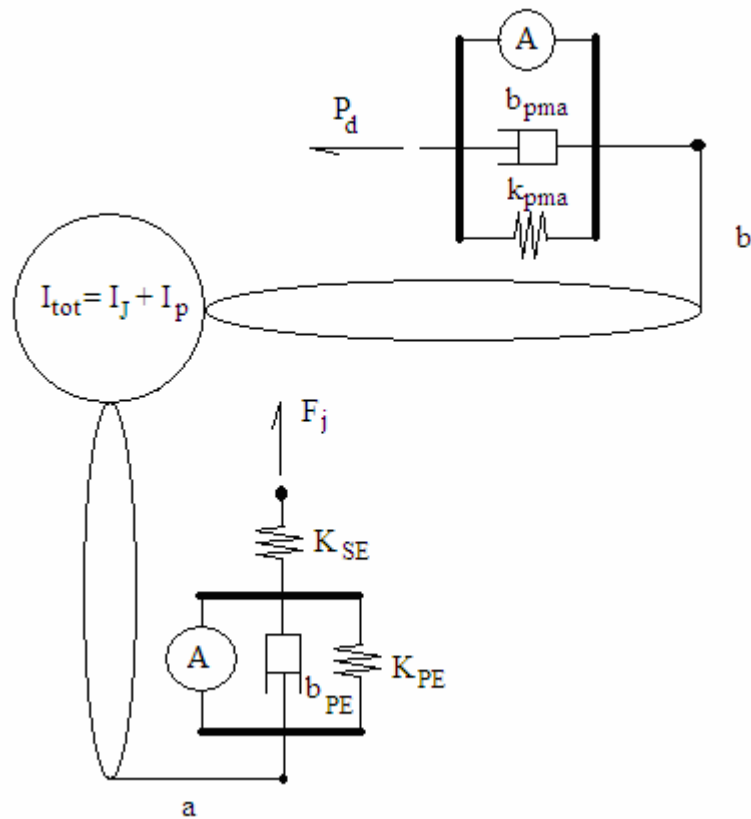 A
P_d
b_pma
k_pma
b
I_tot = I_J + I_p
F_j
K_SE
A
b_PE
K_PE
a